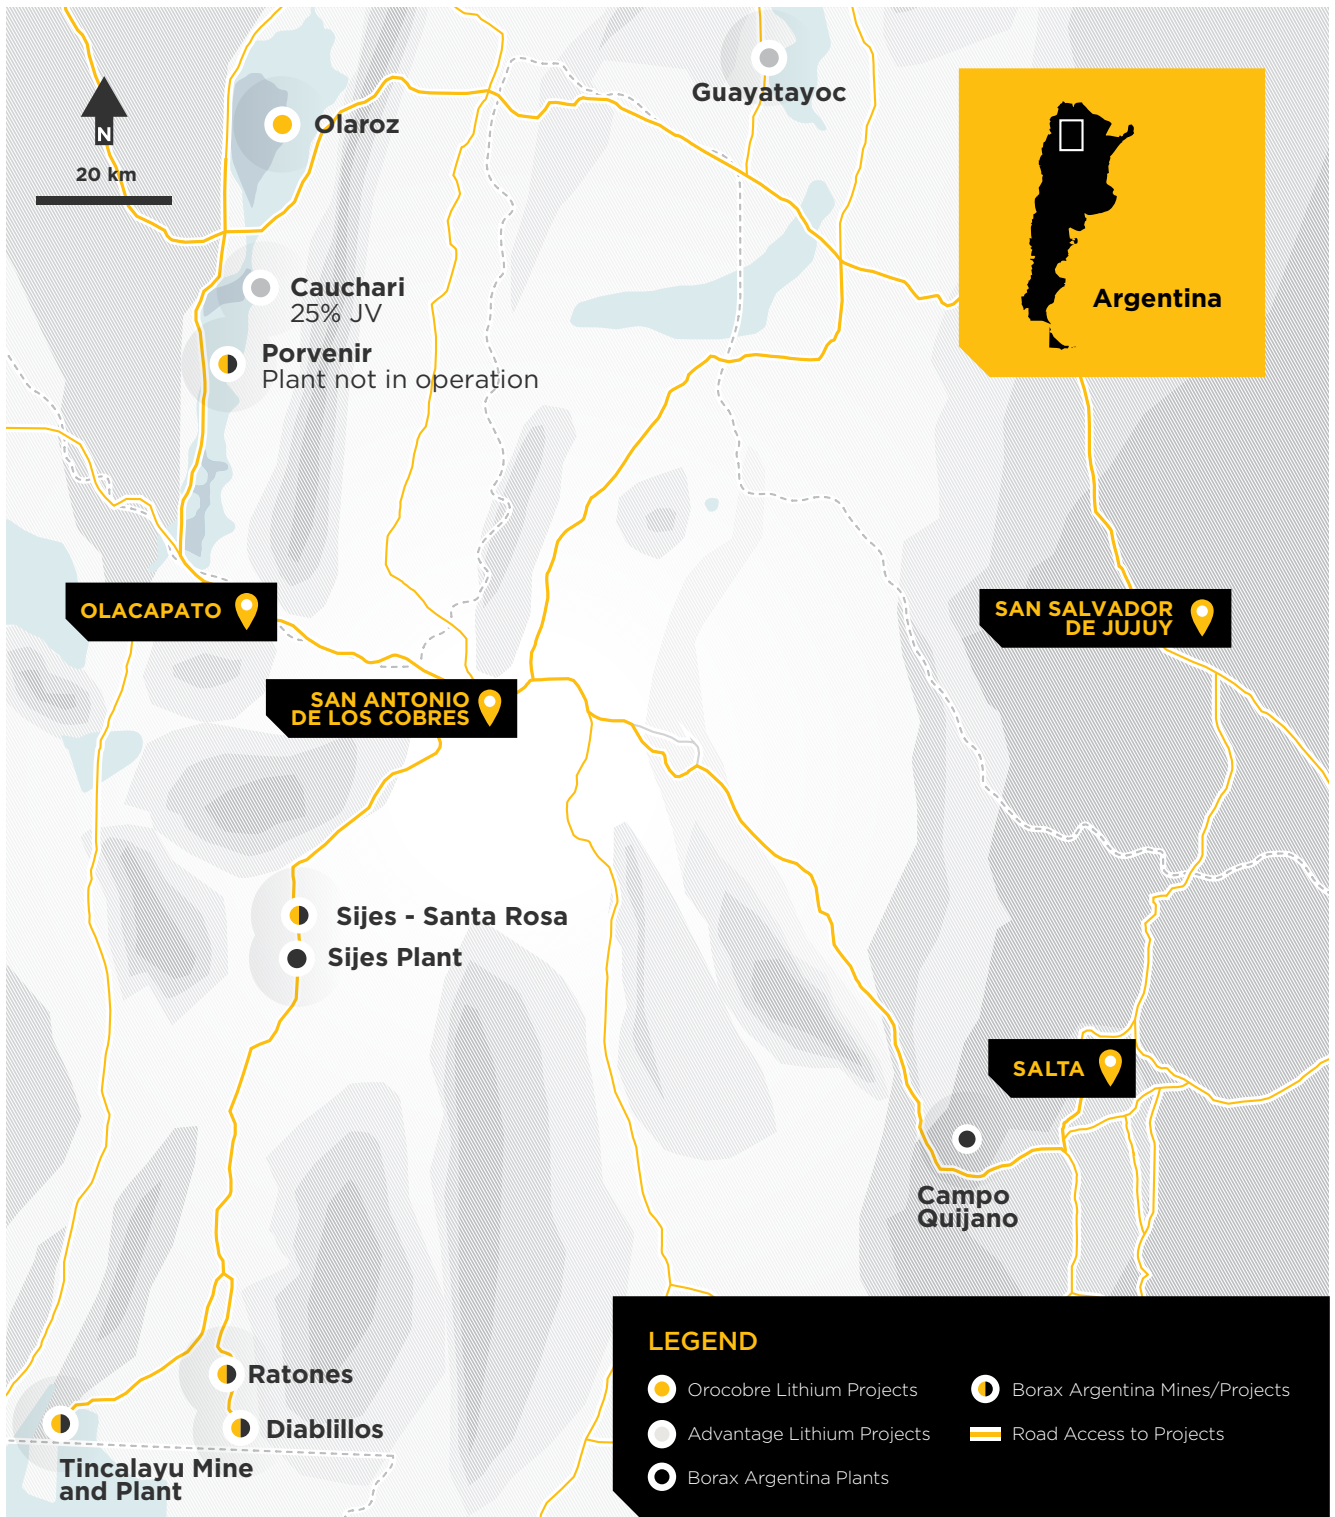 Guayatayoc
Olaroz
N
20 km
Argentina
Cauchari
25% JV
Porvenir
Plant not in operation
OLACAPATO
SAN SALVADOR
DE JUJUY
SAN ANTONIO
DE LOS COBRES
Sijes - Santa Rosa
Sijes Plant
SALTA
Campo
Quijano
Ratones
Diablillos
Tincalayu Mine
and Plant
LEGEND
Orocobre Lithium Projects
Advantage Lithium Projects
Borax Argentina Plants
Borax Argentina Mines/Projects
Road Access to Projects